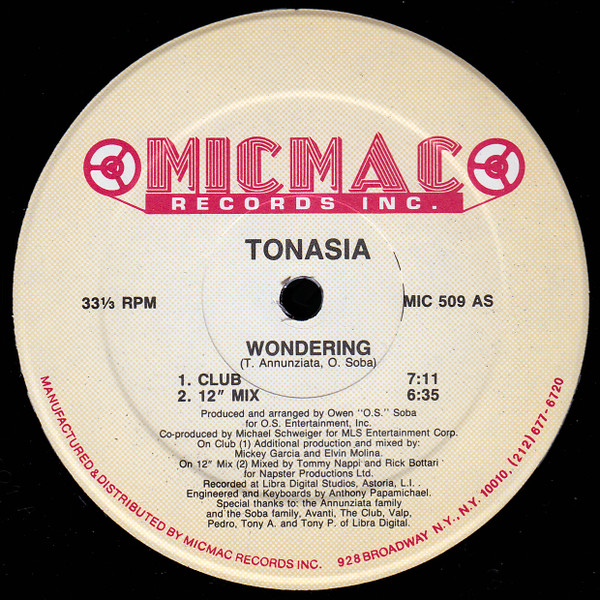 MICMAC
RECORDS INC.
TONASIA
33⅓ RPM
MIC 509 AS
WONDERING
(T. Annunziata, O. Soba)
1. CLUB 7:11
2. 12" MIX 6:35
Produced and arranged by Owen "O.S." Soba
for O.S. Entertainment, Inc.
Co-produced by Michael Schweiger for MLS Entertainment Corp.
On Club (1) Additional production and mixed by:
Mickey Garcia and Elvin Molina.
On 12" Mix (2) Mixed by Tommy Nappi and Rick Bottari
for Napster Productions Ltd.
Recorded at Libra Digital Studios, Astoria, L.I.
Engineered and Keyboards by Anthony Papamichael.
Special thanks to: the Annunziata family
and the Soba family, Avanti, The Club, Valp,
Pedro, Tony A. and Tony P. of Libra Digital.
MANUFACTURED & DISTRIBUTED BY MICMAC RECORDS INC. 928 BROADWAY N.Y., N.Y. 10010, (212) 677-6720